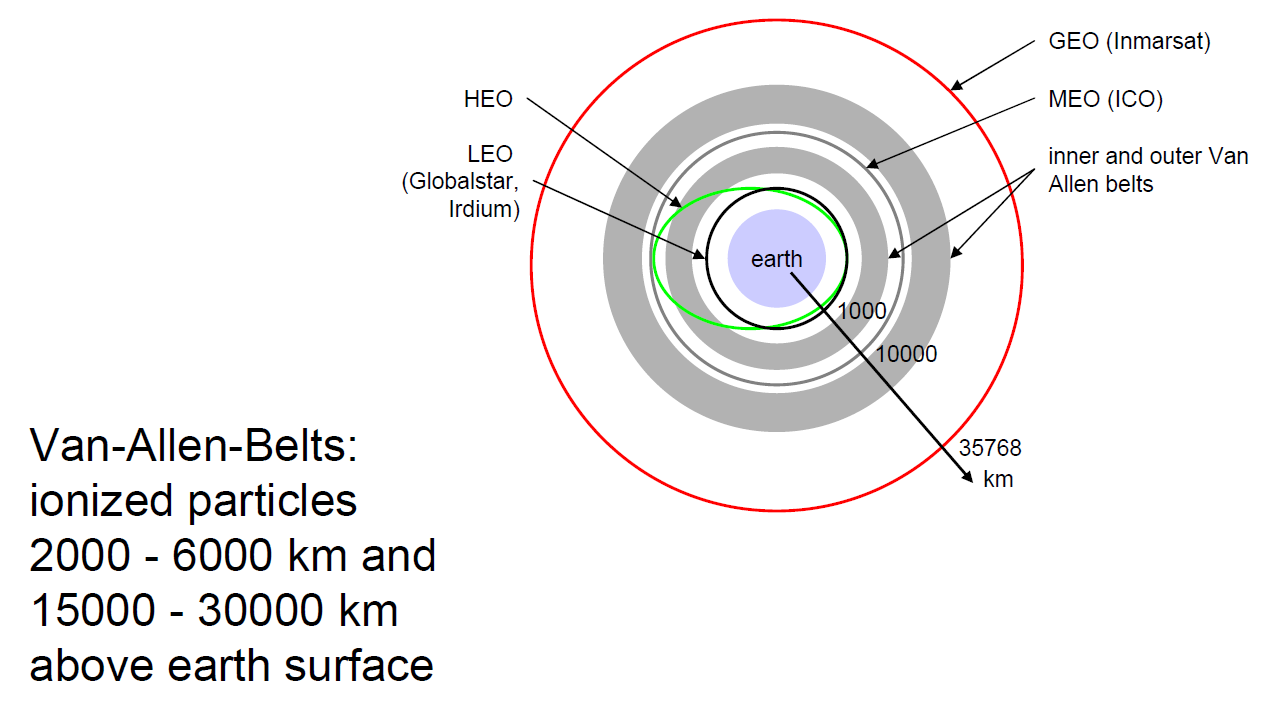 GEO (Inmarsat)
HEO
MEO (ICO)
LEO
(Globalstar,
Irdium)
inner and outer Van
Allen belts
earth
1000
10000
35768
km
Van-Allen-Belts:
ionized particles
2000 - 6000 km and
15000 - 30000 km
above earth surface